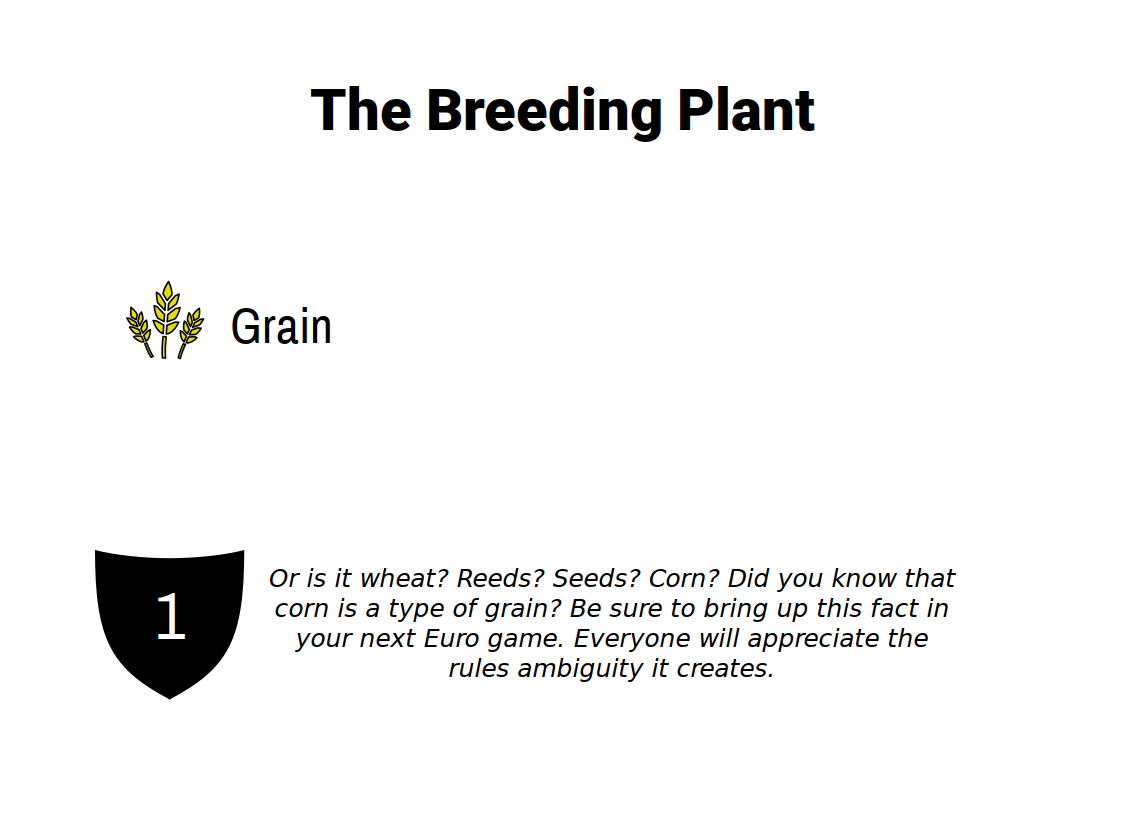 The Breeding Plant
Grain
1
Or is it wheat? Reeds? Seeds? Corn? Did you know that
corn is a type of grain? Be sure to bring up this fact in
your next Euro game. Everyone will appreciate the
rules ambiguity it creates.